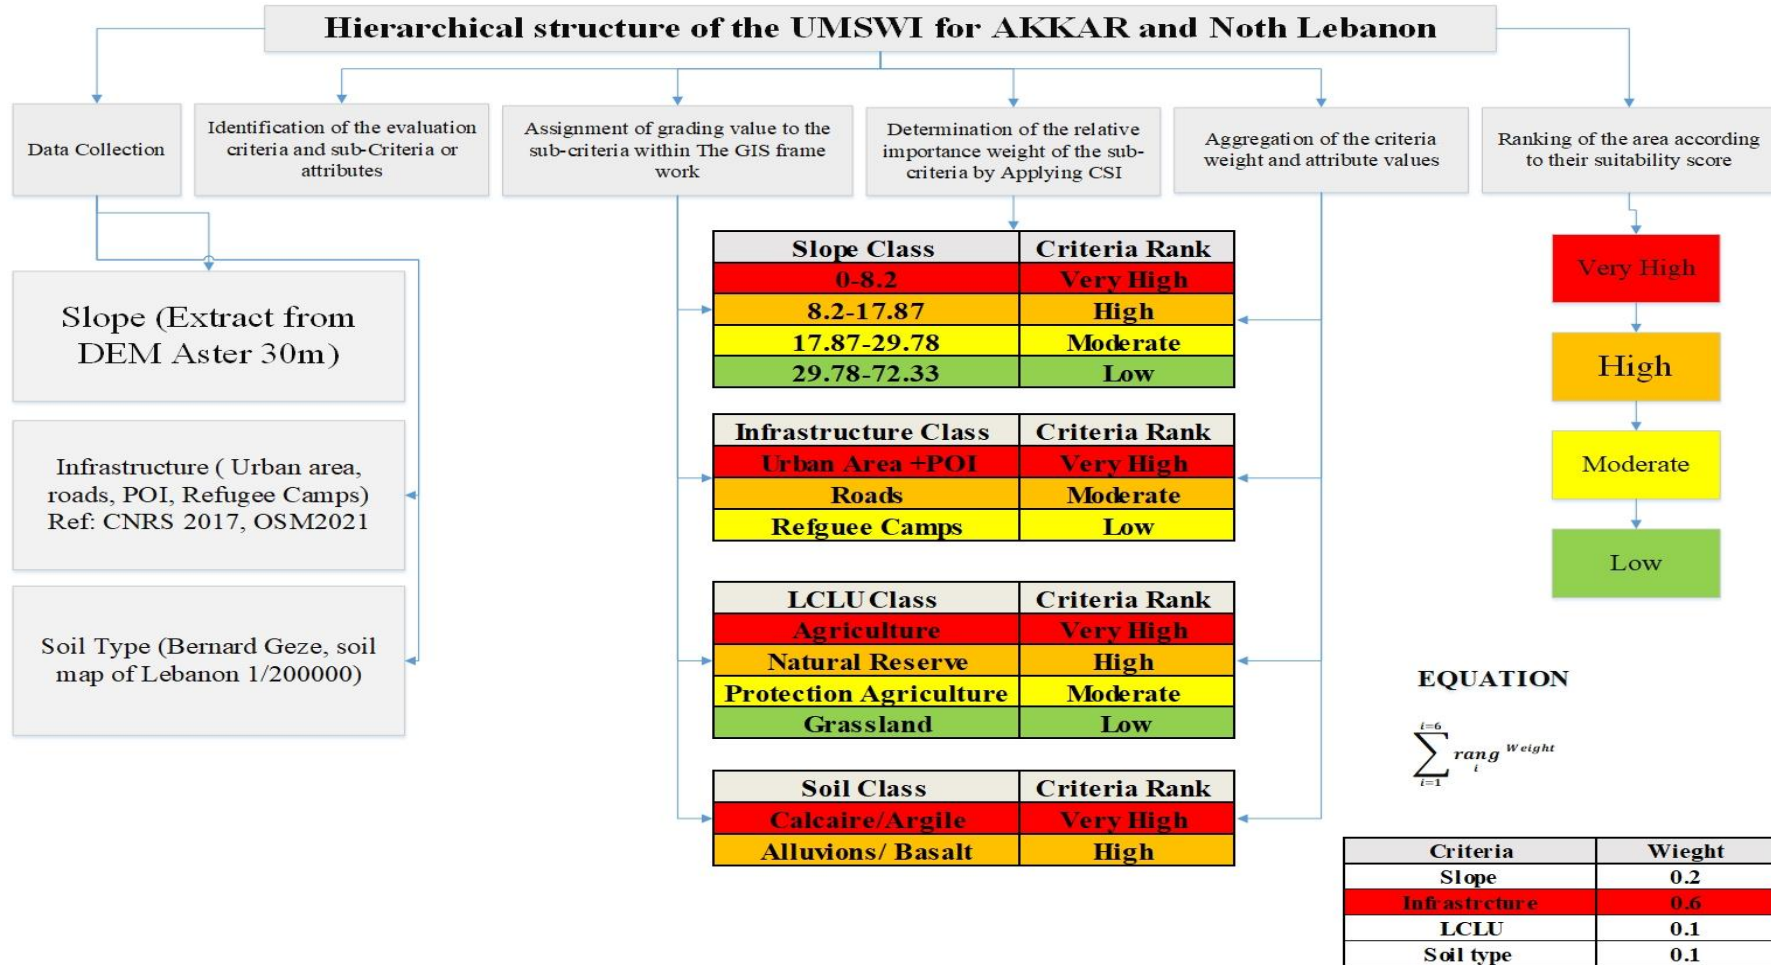 Hierarchical structure of the UMSWI for AKKAR and Noth Lebanon
Data Collection
Identification of the evaluation
criteria and sub-Criteria or
attributes
Assignment of grading value to the
sub-criteria within The GIS frame
work
Determination of the relative
importance weight of the sub-
criteria by Applying CSI
Aggregation of the criteria
weight and attribute values
Ranking of the area according
to their suitability score
Slope (Extract from
DEM Aster 30m)
Infrastructure ( Urban area,
roads, POI, Refugee Camps)
Ref: CNRS 2017, OSM2021
Soil Type (Bernard Geze, soil
map of Lebanon 1/200000)
Slope Class Criteria Rank
0-8.2 Very High
8.2-17.87 High
17.87-29.78 Moderate
29.78-72.33 Low
Infrastructure Class Criteria Rank
Urban Area +POI Very High
Roads Moderate
Refguee Camps Low
LCLU Class Criteria Rank
Agriculture Very High
Natural Reserve High
Protection Agriculture Moderate
Grassland Low
Soil Class Criteria Rank
Calcaire/Argile Very High
Alluvions/ Basalt High
Very High
High
Moderate
Low
EQUATION
i=6
∑ rang i Weight
i=1
Criteria Wieght
Slope 0.2
Infrastrcture 0.6
LCLU 0.1
Soil type 0.1